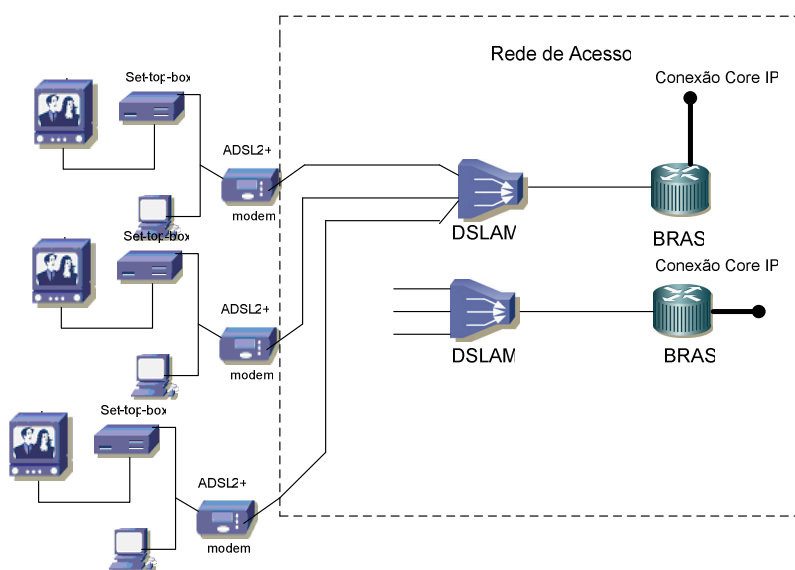 Rede de Acesso
Conexão Core IP
Set-top-box
ADSL2+
modem
DSLAM
BRAS
Set-top-box
Conexão Core IP
ADSL2+
modem
DSLAM
BRAS
Set-top-box
ADSL2+
modem